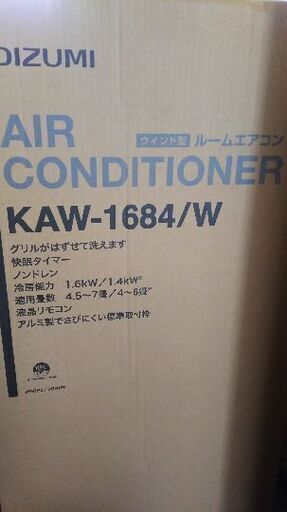 OIZUMI
AIR
ウインド型 ルームエアコン
CONDITIONER
KAW-1684/W
グリルがはずせて洗えます
快眠タイマー
ノンドレン
冷房能力 1.6kW/1.4kW*
適用畳数 4.5〜7畳/4〜6畳*
液晶リモコン
アルミ製でさびにくい標準取付枠